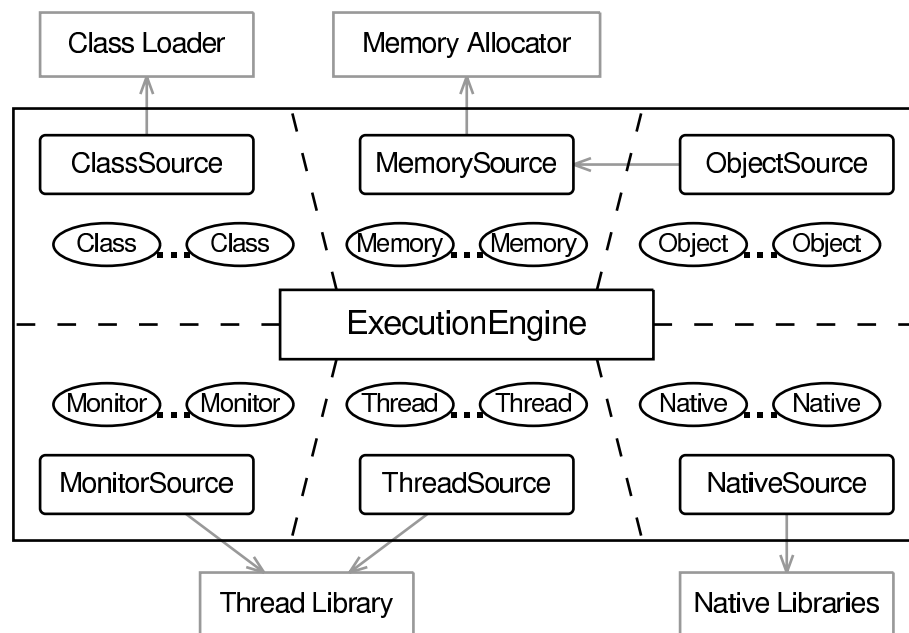 Class Loader
Memory Allocator
ClassSource
MemorySource
ObjectSource
Class
Class
Memory
Memory
Object
Object
ExecutionEngine
Monitor
Monitor
Thread
Thread
Native
Native
MonitorSource
ThreadSource
NativeSource
Thread Library
Native Libraries